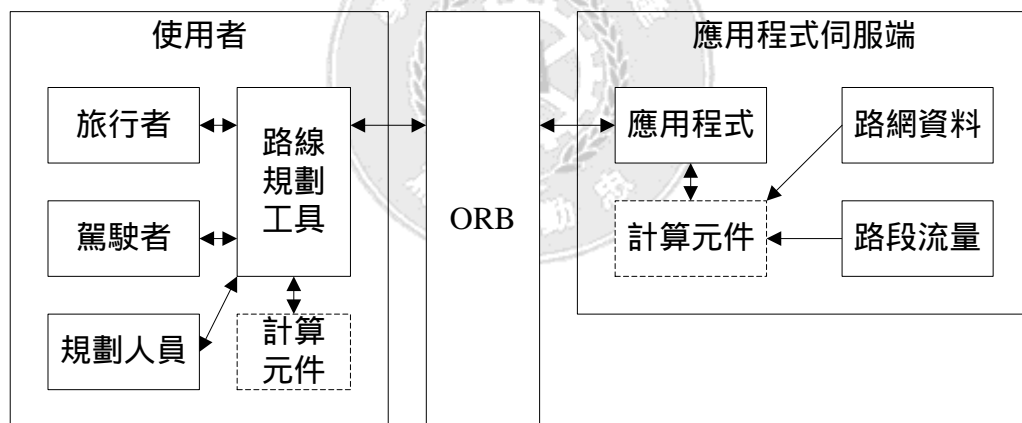 使用者
旅行者
駕駛者
規劃人員
路線
規劃
工具
計算
元件
ORB
應用程式伺服端
應用程式
計算元件
路網資料
路段流量